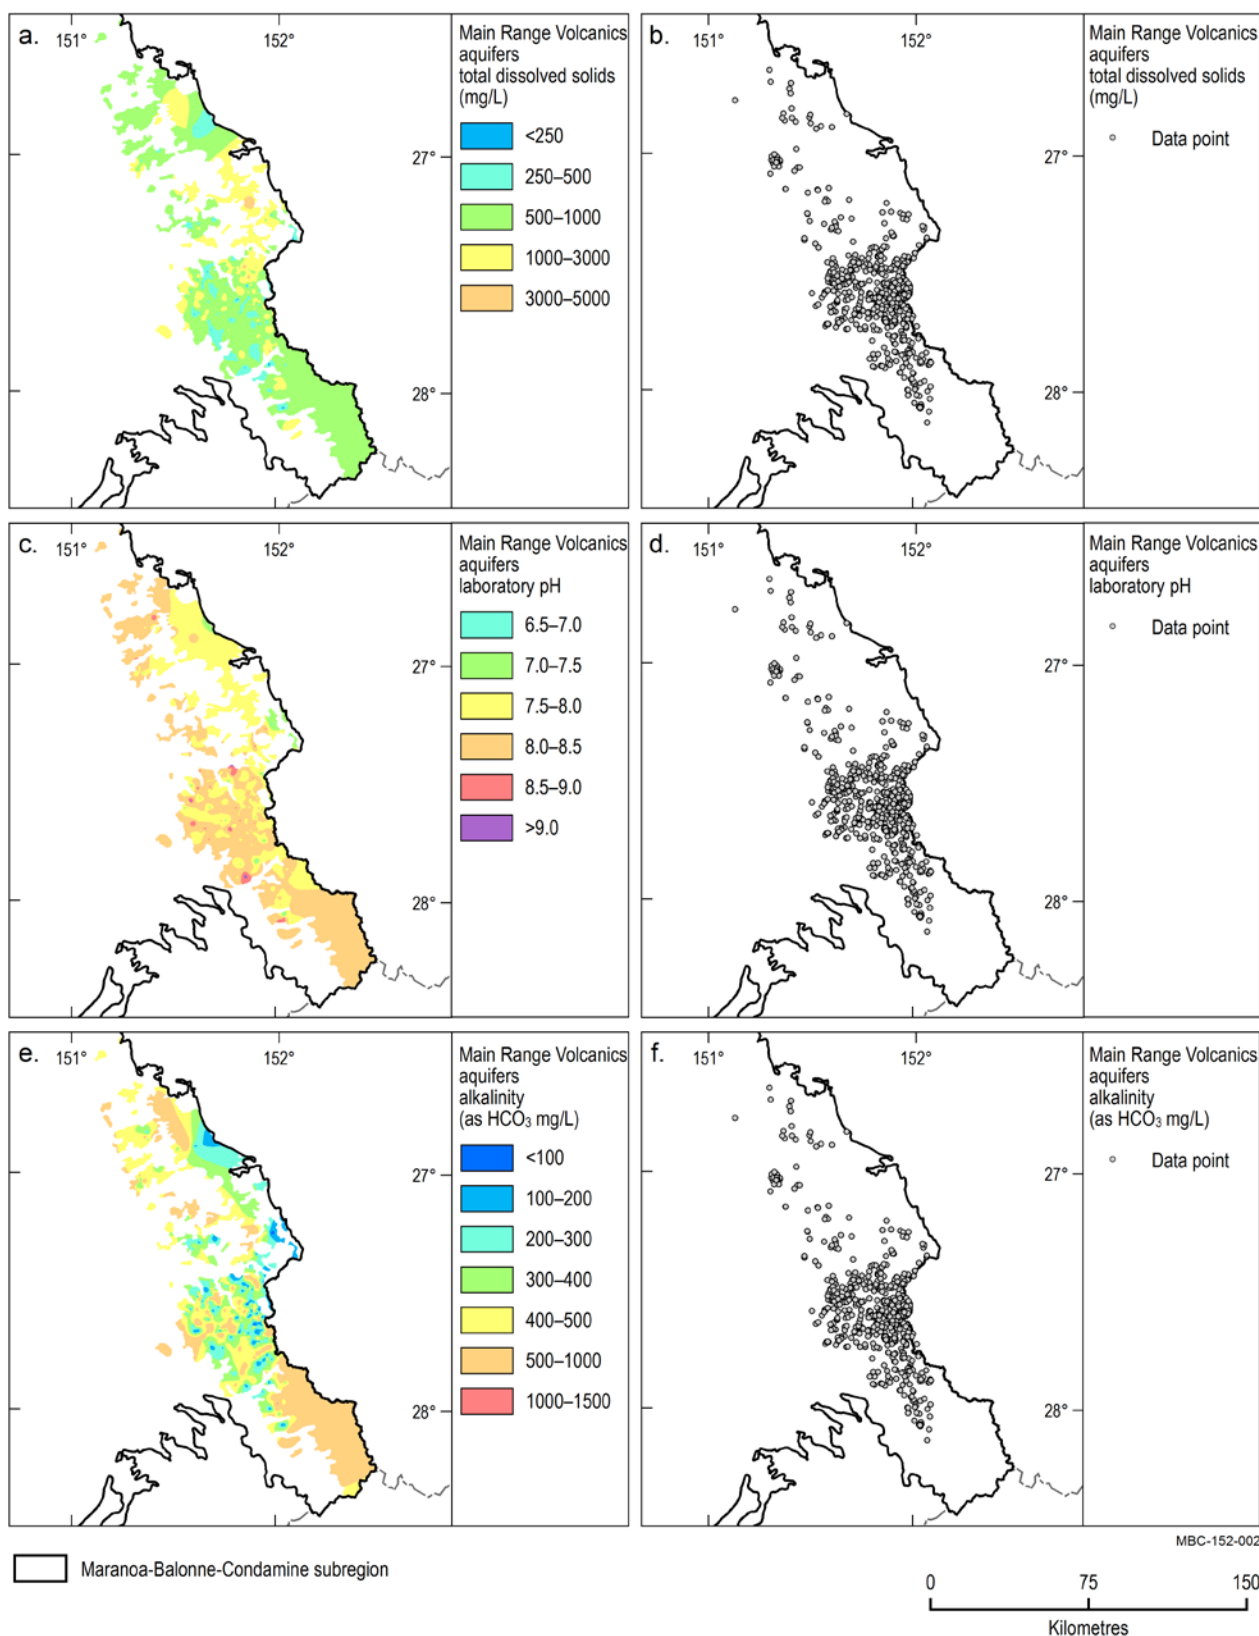 a.
151°
152°
27°
28°
Main Range Volcanics
aquifers
total dissolved solids
(mg/L)
<250
250–500
500–1000
1000–3000
3000–5000
b.
151°
152°
27°
28°
Main Range Volcanics
aquifers
total dissolved solids
(mg/L)
Data point
c.
151°
152°
27°
28°
Main Range Volcanics
aquifers
laboratory pH
6.5–7.0
7.0–7.5
7.5–8.0
8.0–8.5
8.5–9.0
>9.0
d.
151°
152°
27°
28°
Main Range Volcanics
aquifers
laboratory pH
Data point
e.
151°
152°
27°
28°
Main Range Volcanics
aquifers
alkalinity
(as HCO₃ mg/L)
<100
100–200
200–300
300–400
400–500
500–1000
1000–1500
f.
151°
152°
27°
28°
Main Range Volcanics
aquifers
alkalinity
(as HCO₃ mg/L)
Data point
MBC-152-002
Maranoa-Balonne-Condamine subregion
0 75 150
Kilometres